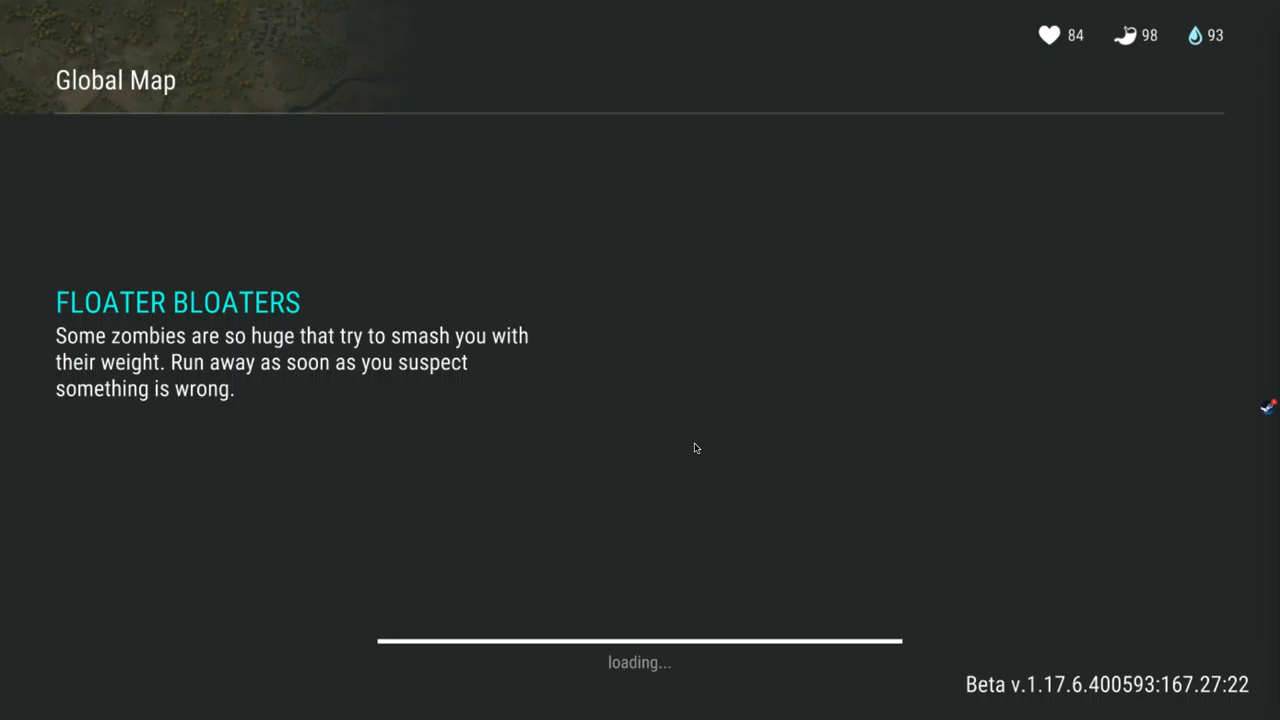 84
98
93
Global Map
FLOATER BLOATERS
Some zombies are so huge that try to smash you with
their weight. Run away as soon as you suspect
something is wrong.
loading...
Beta v.1.17.6.400593:167.27:22